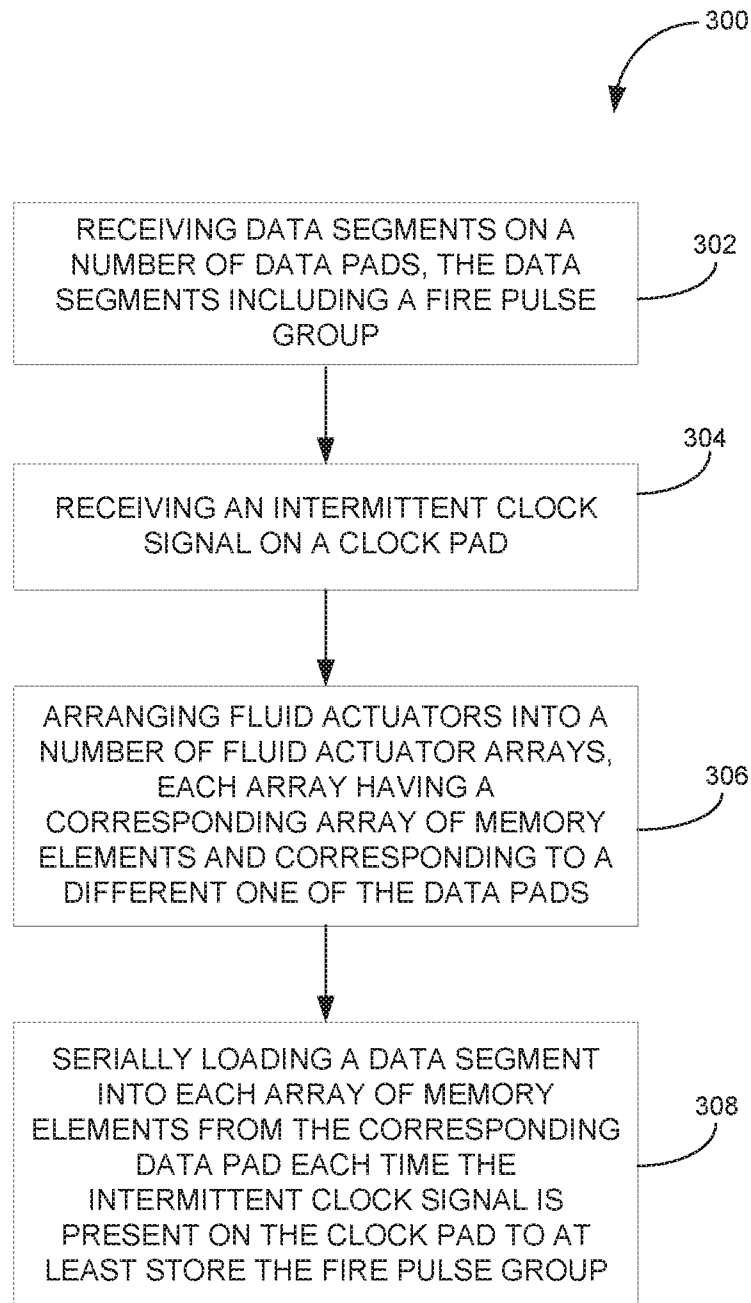 300
RECEIVING DATA SEGMENTS ON A
NUMBER OF DATA PADS, THE DATA
SEGMENTS INCLUDING A FIRE PULSE
GROUP
302
304
RECEIVING AN INTERMITTENT CLOCK
SIGNAL ON A CLOCK PAD
ARRANGING FLUID ACTUATORS INTO A
NUMBER OF FLUID ACTUATOR ARRAYS,
EACH ARRAY HAVING A
CORRESPONDING ARRAY OF MEMORY
ELEMENTS AND CORRESPONDING TO A
DIFFERENT ONE OF THE DATA PADS
306
SERIALLY LOADING A DATA SEGMENT
INTO EACH ARRAY OF MEMORY
ELEMENTS FROM THE CORRESPONDING
DATA PAD EACH TIME THE
INTERMITTENT CLOCK SIGNAL IS
PRESENT ON THE CLOCK PAD TO AT
LEAST STORE THE FIRE PULSE GROUP
308